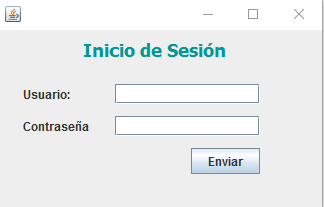 Inicio de Sesión
Usuario:
Contraseña
Enviar